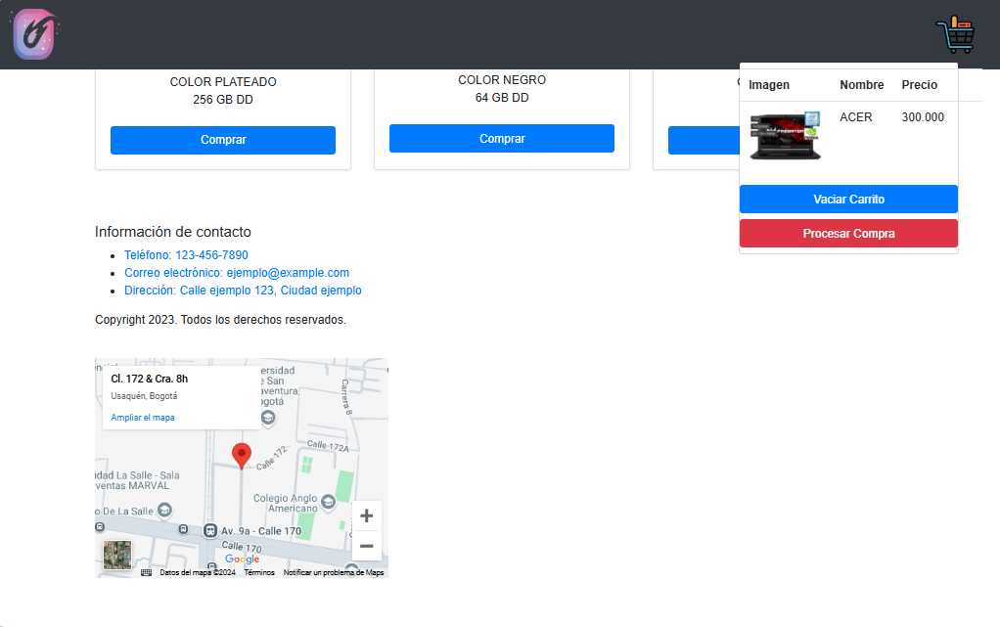 COLOR PLATEADO
256 GB DD
Comprar
COLOR NEGRO
64 GB DD
Comprar
Imagen Nombre Precio
PREDATOR
ACER 300.000
Vaciar Carrito
Procesar Compra
Información de contacto
Teléfono: 123-456-7890
Correo electrónico: ejemplo@example.com
Dirección: Calle ejemplo 123, Ciudad ejemplo
Copyright 2023. Todos los derechos reservados.
Cl. 172 & Cra. 8h
Usaquén, Bogotá
Ampliar el mapa
ersidad
e San
aventura,
ogotá
Carrera 8
Calle 172
Calle 172A
dad La Salle - Sala
ventas MARVAL
o De La Salle
Colegio Anglo
Americano
Av. 9a - Calle 170
Calle 170
Google
Datos del mapa ©2024 Términos Notificar un problema de Maps